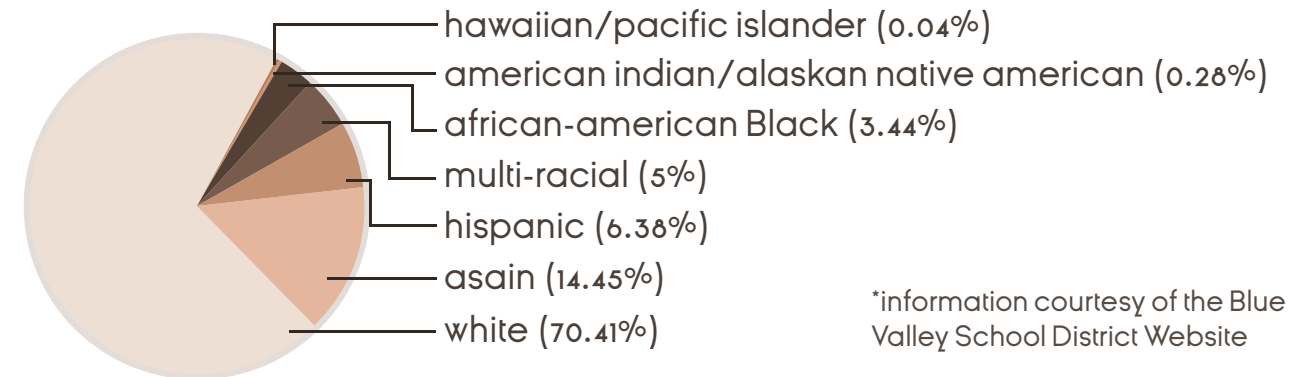 hawaiian/pacific islander (0.04%)
american indian/alaskan native american (0.28%)
african-american Black (3.44%)
multi-racial (5%)
hispanic (6.38%)
asain (14.45%)
white (70.41%)
*information courtesy of the Blue
Valley School District Website